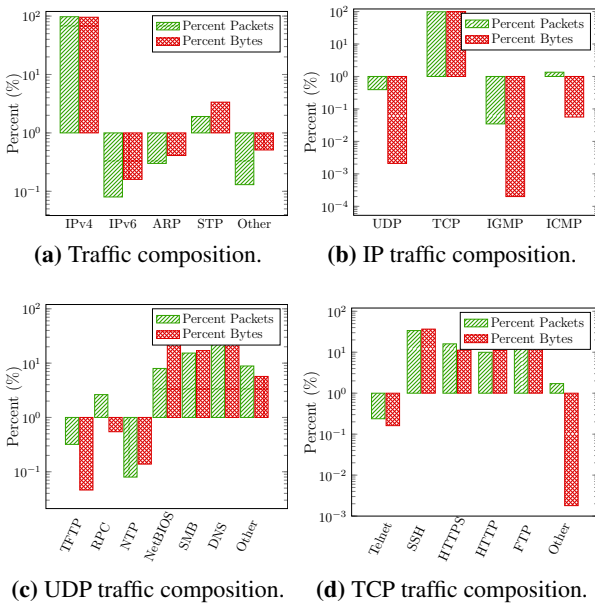 Percent Packets
Percent Bytes
10^2
10^1
10^0
10^-1
Percent (%)
IPv4 IPv6 ARP STP Other
(a) Traffic composition.
Percent Packets
Percent Bytes
10^1
10^0
10^-1
10^-2
10^-3
10^-4
Percent (%)
UDP TCP IGMP ICMP
(b) IP traffic composition.
Percent Packets
Percent Bytes
10^2
10^1
10^0
10^-1
Percent (%)
TFTP RPC NTP NetBIOS SMB DNS Other
(c) UDP traffic composition.
Percent Packets
Percent Bytes
10^2
10^1
10^0
10^-1
10^-2
10^-3
Percent (%)
Telnet SSH HTTPS HTTP FTP Other
(d) TCP traffic composition.